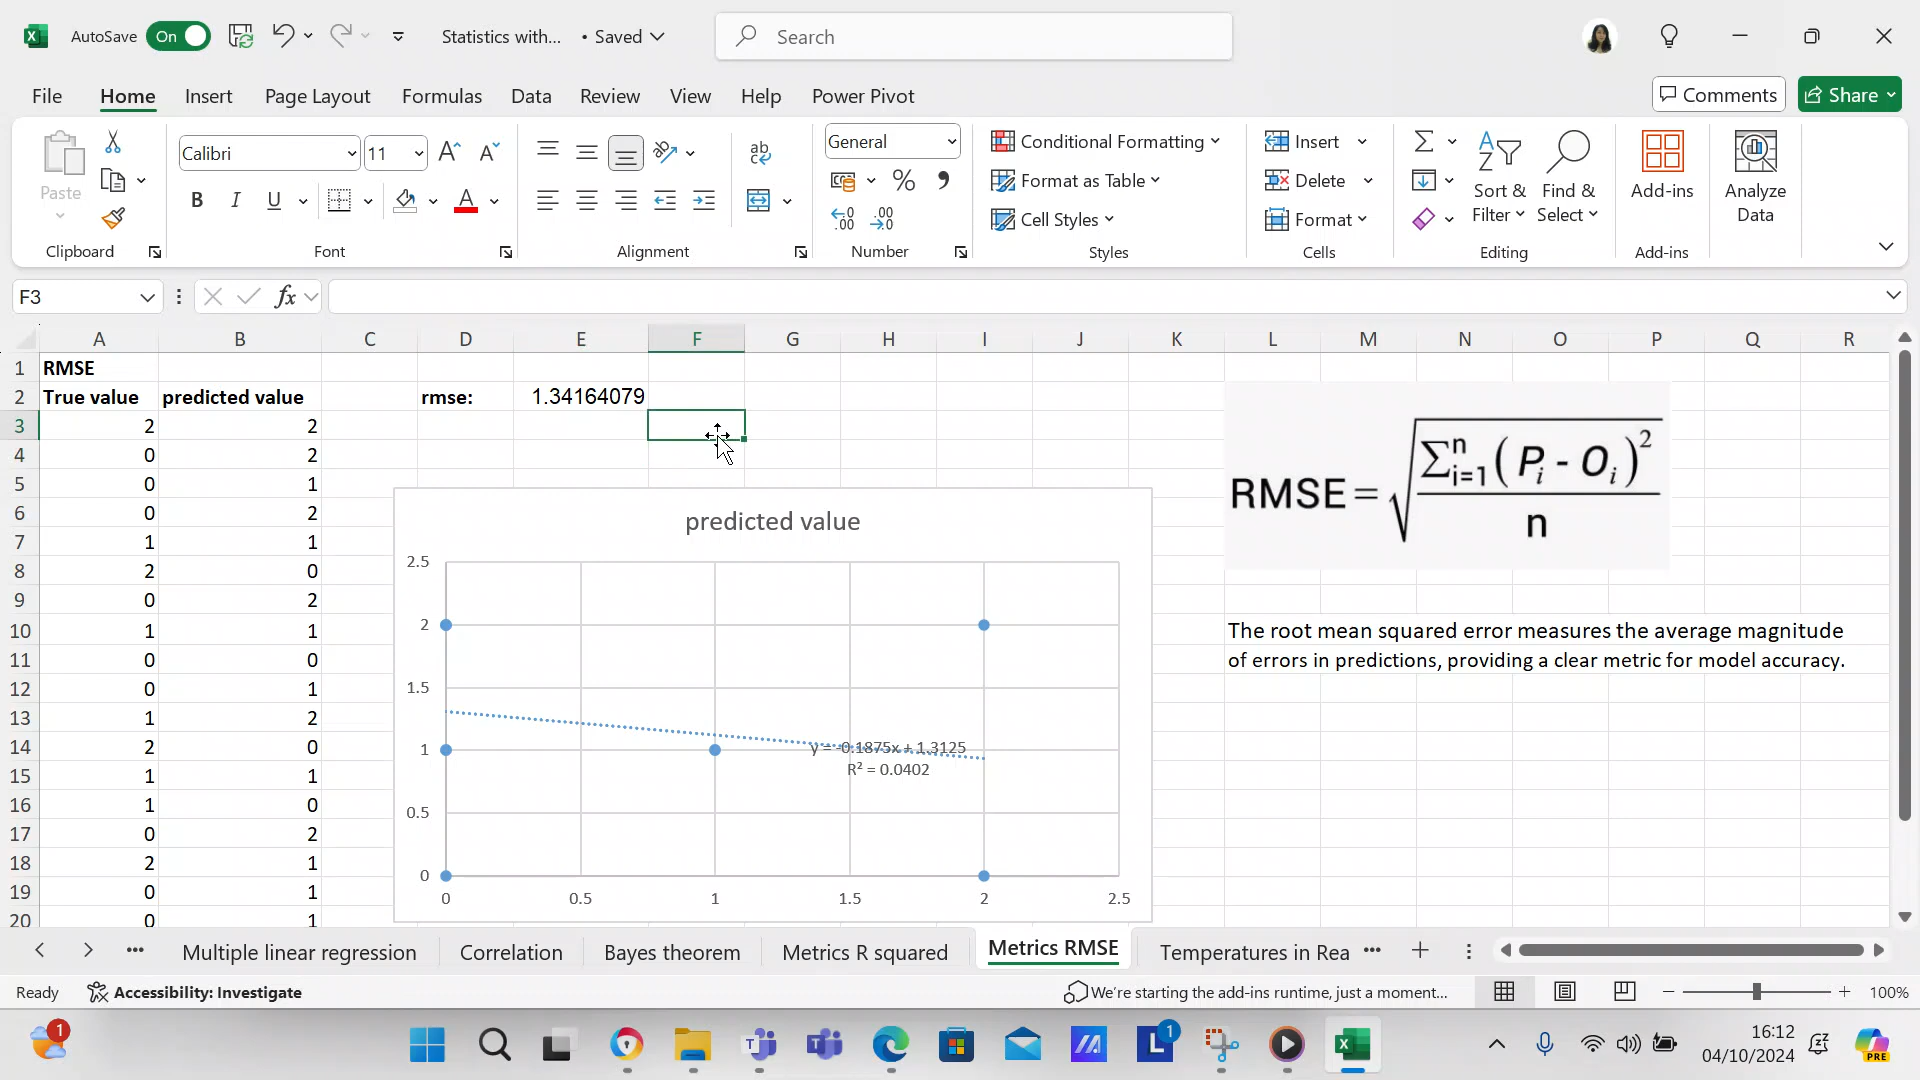 AutoSave On Statistics with... • Saved Search
File Home Insert Page Layout Formulas Data Review View Help Power Pivot Comments Share
Paste Calibri 11 General Conditional Formatting Format as Table Cell Styles Insert Delete Format Sort & Filter Find & Select Add-ins Analyze Data
Clipboard Font Alignment Number Styles Cells Editing Add-ins
F3 fx
A B C D E F G H I J K L M N O P Q R
1 RMSE
2 True value predicted value rmse: 1.34164079
3 2 2
4 0 2
5 0 1
6 0 2
7 1 1
8 2 0
9 0 2
10 1 1
11 0 0
12 0 1
13 1 2
14 2 0
15 1 1
16 1 0
17 0 2
18 2 1
19 0 1
20 0 1
predicted value
2.5
2
1.5
1
0.5
0
0 0.5 1 1.5 2 2.5
y = -0.1875x + 1.3125
R² = 0.0402
RMSE = √(∑ⁿᵢ₌₁ (Pᵢ - Oᵢ)² / n)
The root mean squared error measures the average magnitude
of errors in predictions, providing a clear metric for model accuracy.
Multiple linear regression Correlation Bayes theorem Metrics R squared Metrics RMSE Temperatures in Rea
Ready Accessibility: Investigate We're starting the add-ins runtime, just a moment... 100%
1 1 16:12
04/10/2024
PRE